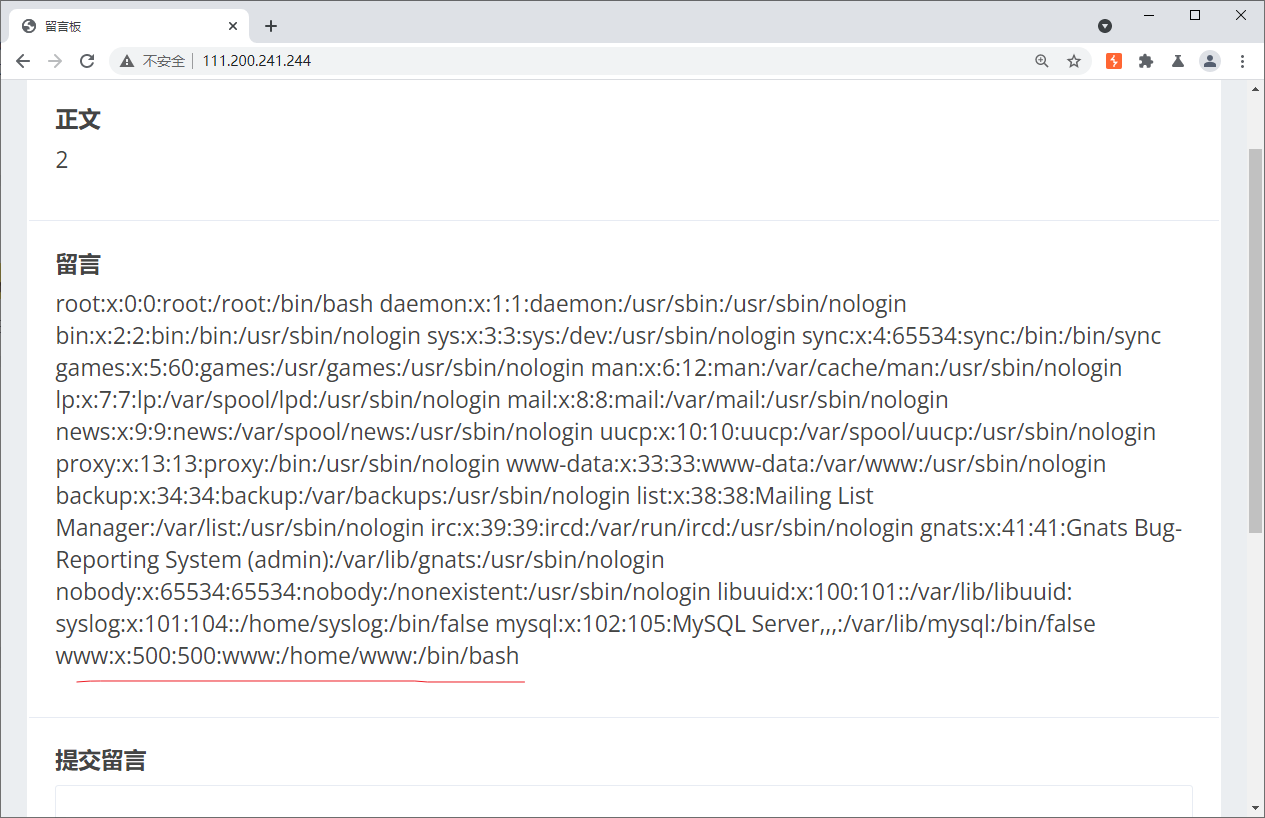 留言板
不安全 111.200.241.244
正文
2
留言
root:x:0:0:root:/root:/bin/bash daemon:x:1:1:daemon:/usr/sbin:/usr/sbin/nologin
bin:x:2:2:bin:/bin:/usr/sbin/nologin sys:x:3:3:sys:/dev:/usr/sbin/nologin sync:x:4:65534:sync:/bin:/bin/sync
games:x:5:60:games:/usr/games:/usr/sbin/nologin man:x:6:12:man:/var/cache/man:/usr/sbin/nologin
lp:x:7:7:lp:/var/spool/lpd:/usr/sbin/nologin mail:x:8:8:mail:/var/mail:/usr/sbin/nologin
news:x:9:9:news:/var/spool/news:/usr/sbin/nologin uucp:x:10:10:uucp:/var/spool/uucp:/usr/sbin/nologin
proxy:x:13:13:proxy:/bin:/usr/sbin/nologin www-data:x:33:33:www-data:/var/www:/usr/sbin/nologin
backup:x:34:34:backup:/var/backups:/usr/sbin/nologin list:x:38:38:Mailing List
Manager:/var/list:/usr/sbin/nologin irc:x:39:39:ircd:/var/run/ircd:/usr/sbin/nologin gnats:x:41:41:Gnats Bug-
Reporting System (admin):/var/lib/gnats:/usr/sbin/nologin
nobody:x:65534:65534:nobody:/nonexistent:/usr/sbin/nologin libuuid:x:100:101::/var/lib/libuuid:
syslog:x:101:104::/home/syslog:/bin/false mysql:x:102:105:MySQL Server,,,:/var/lib/mysql:/bin/false
www:x:500:500:www:/home/www:/bin/bash
提交留言